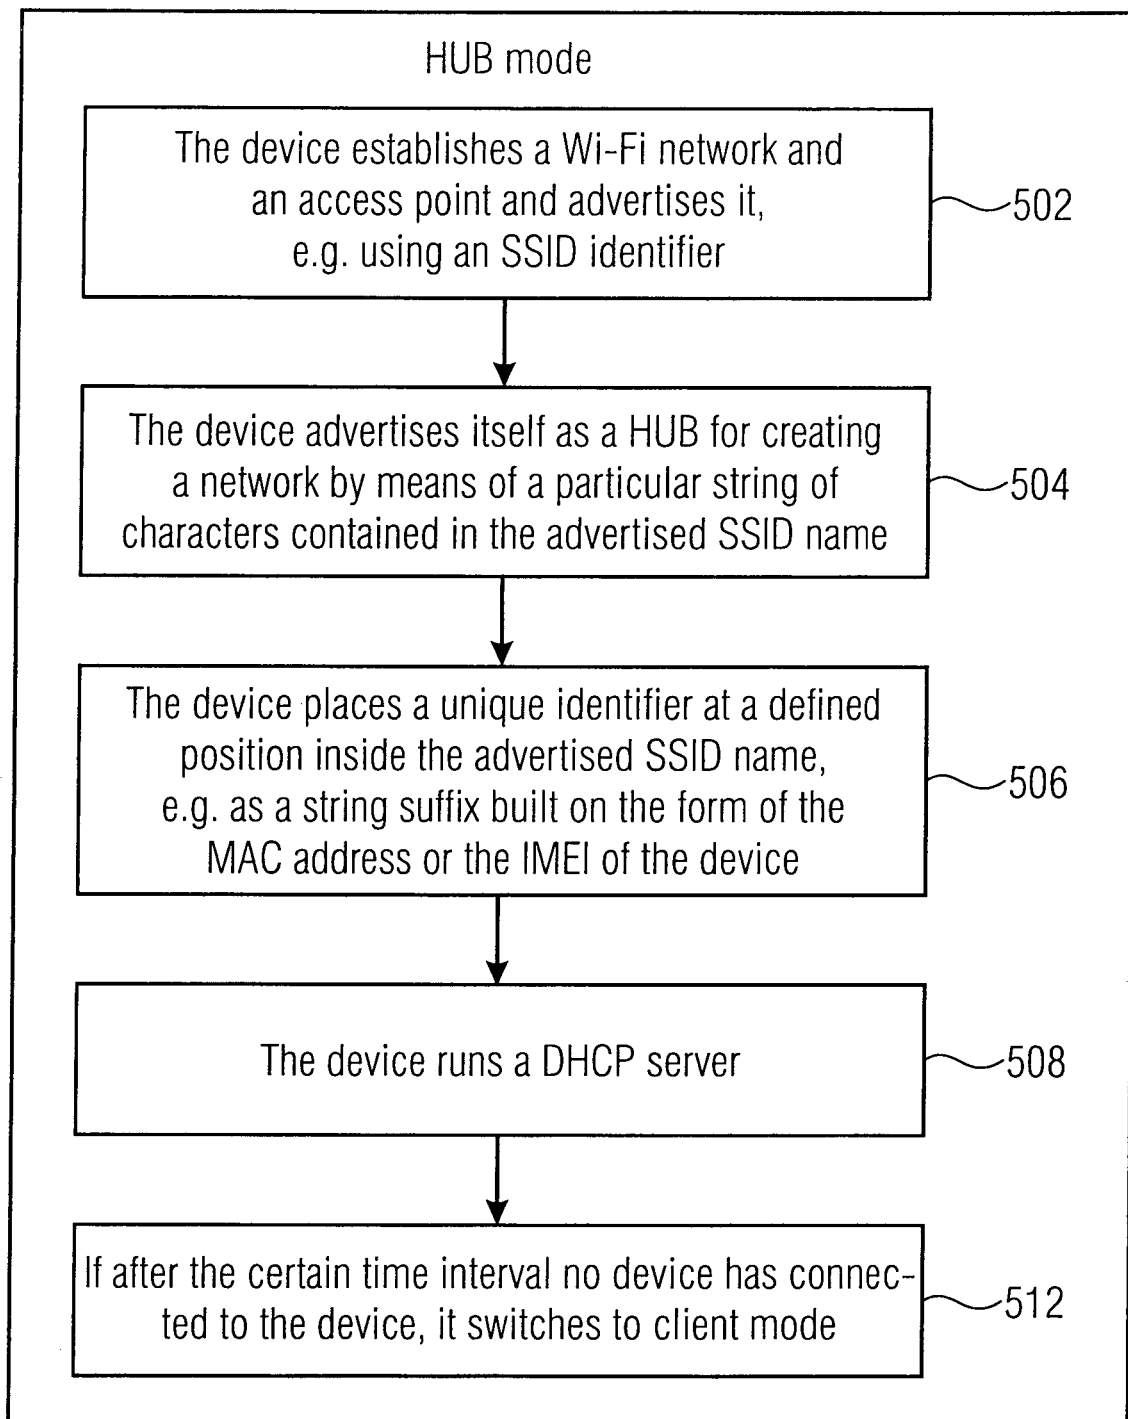 HUB mode
The device establishes a Wi-Fi network and
an access point and advertises it,
e.g. using an SSID identifier
502
The device advertises itself as a HUB for creating
a network by means of a particular string of
characters contained in the advertised SSID name
504
The device places a unique identifier at a defined
position inside the advertised SSID name,
e.g. as a string suffix built on the form of the
MAC address or the IMEI of the device
506
The device runs a DHCP server
508
If after the certain time interval no device has connec-
ted to the device, it switches to client mode
512